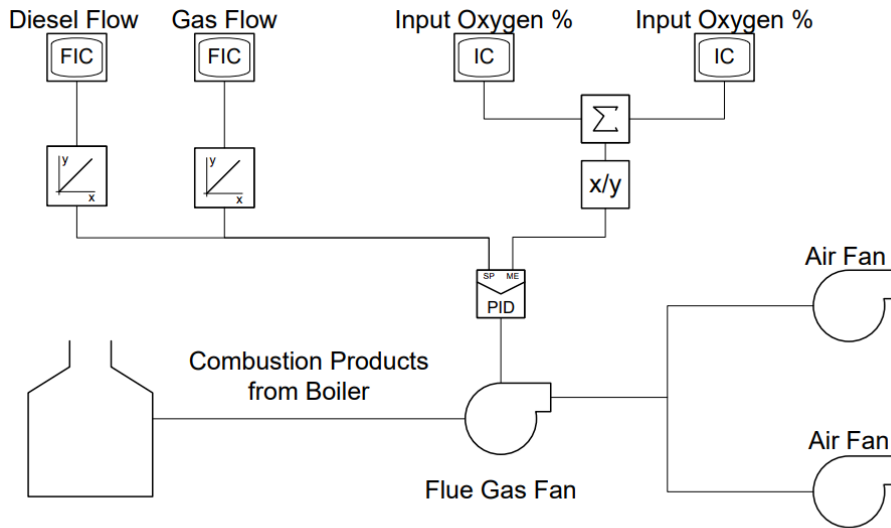 Diesel Flow
Gas Flow
Input Oxygen %
Input Oxygen %
FIC
FIC
IC
IC
Σ
y
x
y
x
x/y
SP
ME
PID
Air Fan
Combustion Products
from Boiler
Air Fan
Flue Gas Fan